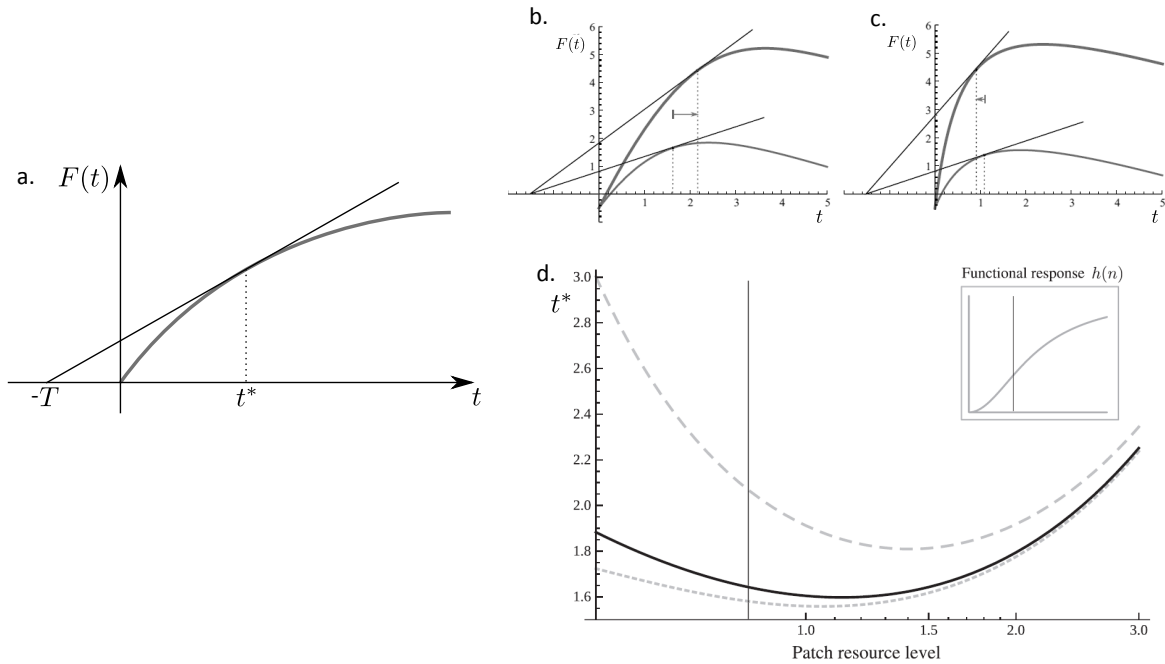 a.
F(t)
-T
t*
t
b.
F(t)
6
5
4
3
2
1
1 2 3 4 5
t
c.
F(t)
6
5
4
3
2
1
1 2 3 4 5
t
d.
t*
3.0
2.8
2.6
2.4
2.2
2.0
1.8
1.6
1.0 1.5 2.0 3.0
Patch resource level
Functional response h(n)